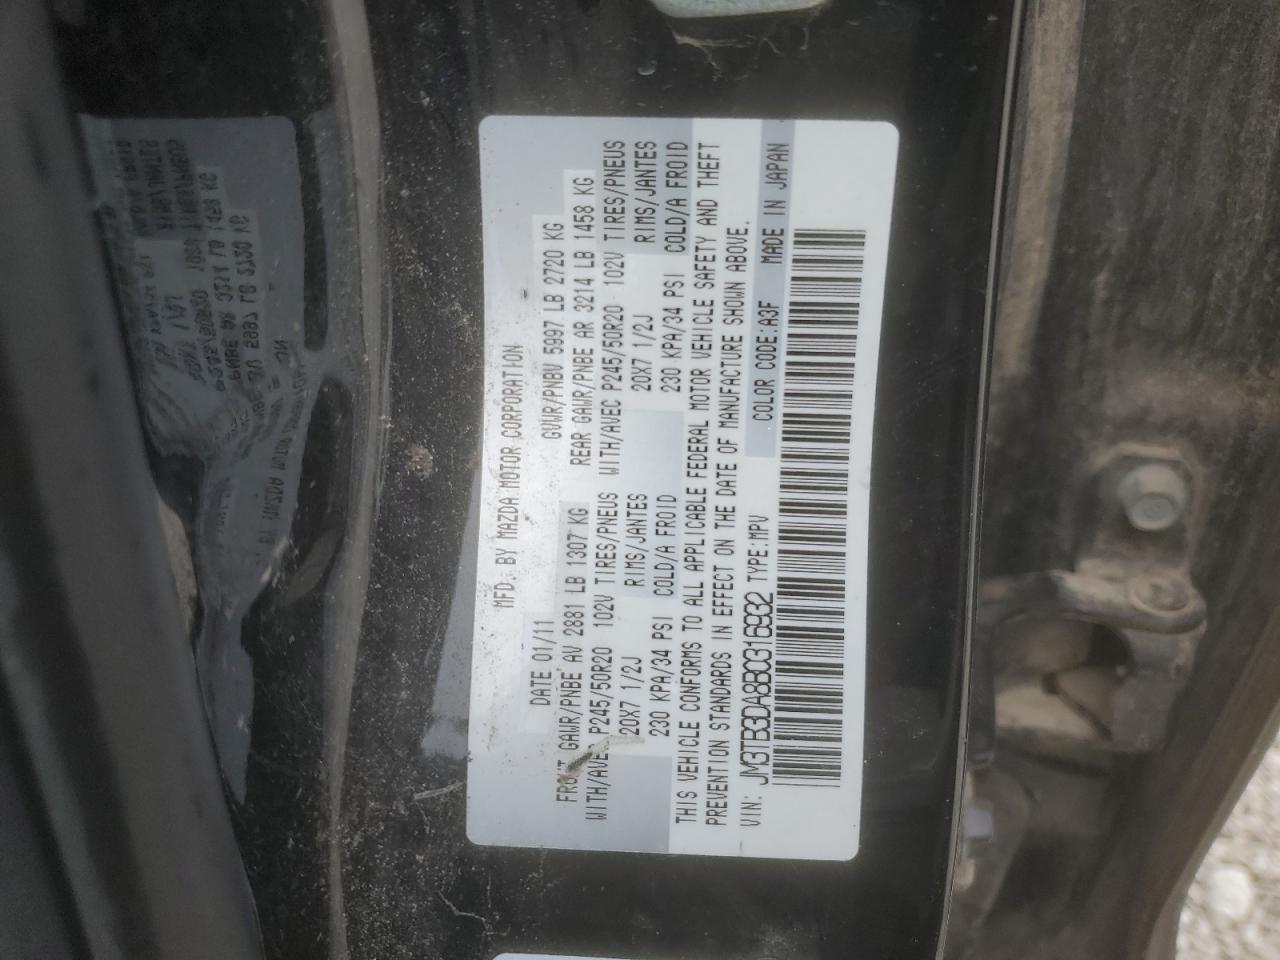 MFD. BY MAZDA MOTOR CORPORATION
DATE 01/11 GVWR/PNBV 5997 LB 2720 KG
FRONT GAWR/PNBE AV 2881 LB 1307 KG REAR GAWR/PNBE AR 3214 LB 1458 KG
WITH/AVEC P245/50R20 102V TIRES/PNEUS WITH/AVEC P245/50R20 102V TIRES/PNEUS
20X7 1/2J RIMS/JANTES 20X7 1/2J RIMS/JANTES
230 KPA/34 PSI COLD/A FROID 230 KPA/34 PSI COLD/A FROID
THIS VEHICLE CONFORMS TO ALL APPLICABLE FEDERAL MOTOR VEHICLE SAFETY AND THEFT
PREVENTION STANDARDS IN EFFECT ON THE DATE OF MANUFACTURE SHOWN ABOVE.
VIN: JM3TB3DA8B0316932 TYPE:MPV COLOR CODE:A3F MADE IN JAPAN